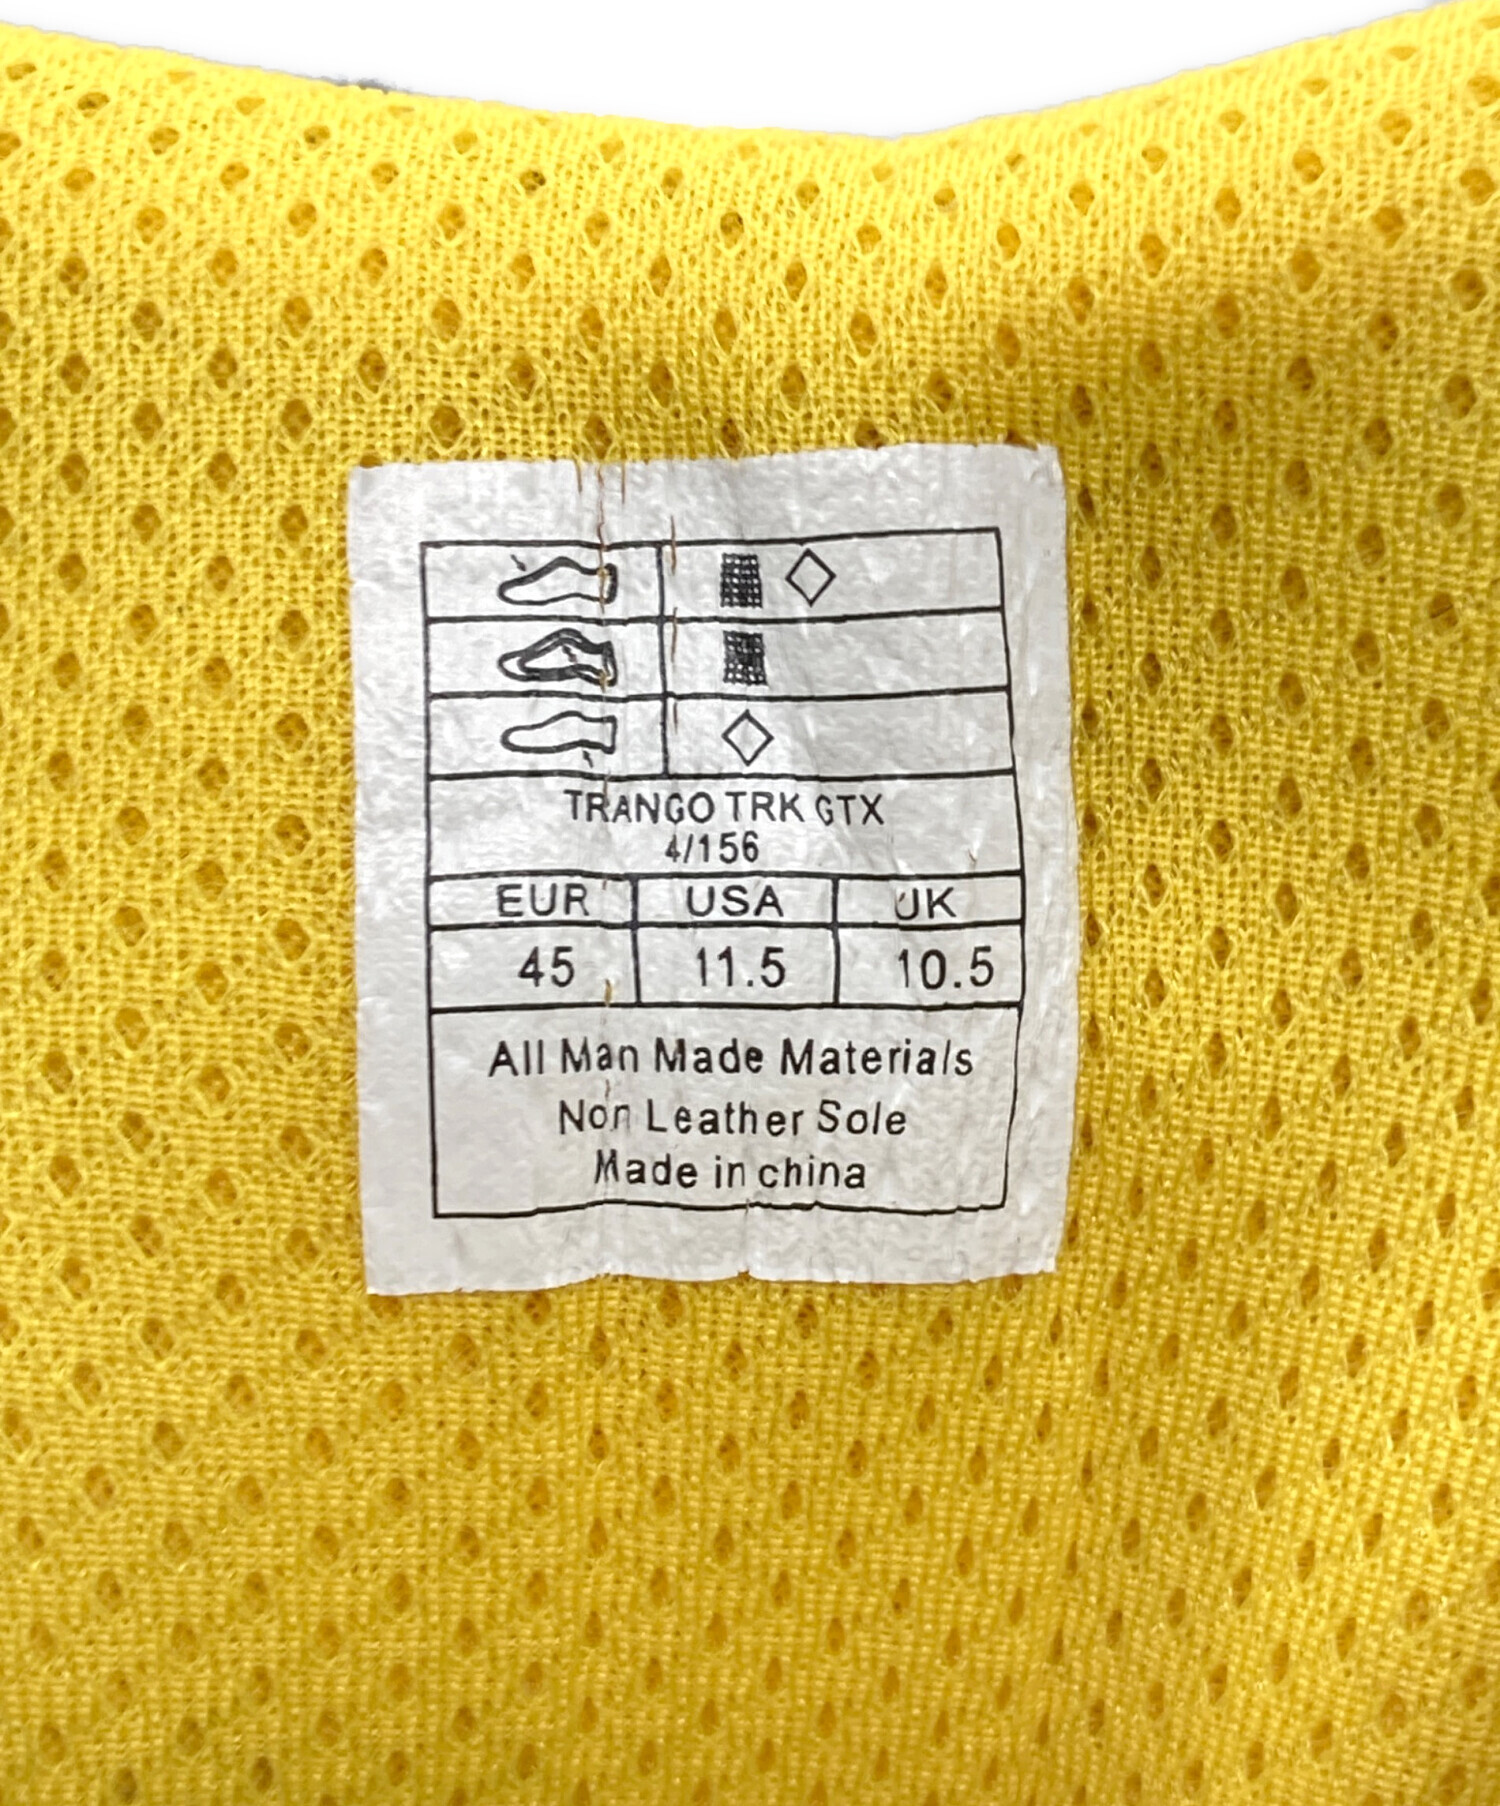 TRANGO TRK GTX
4/156
EUR USA UK
45 11.5 10.5
All Man Made Materials
Non Leather Sole
Made in china